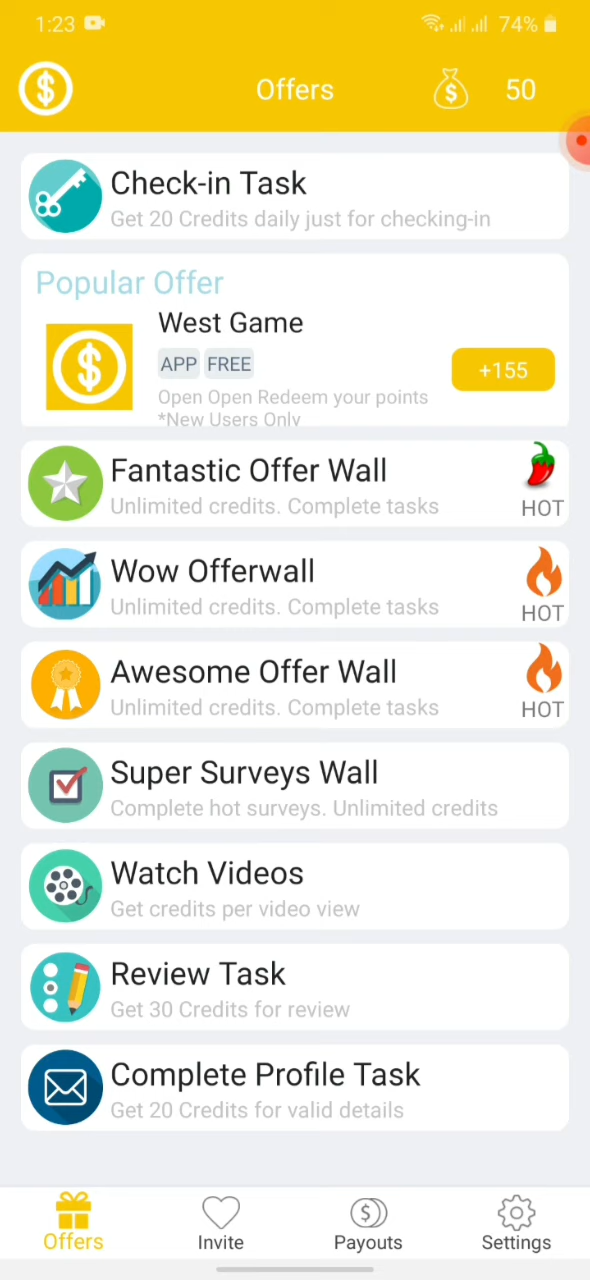 1:23 74%
Offers 50
Check-in Task
Get 20 Credits daily just for checking-in
Popular Offer
West Game
APP FREE
+155
Open Open Redeem your points
*New Users Only
Fantastic Offer Wall
Unlimited credits. Complete tasks
HOT
Wow Offerwall
Unlimited credits. Complete tasks
HOT
Awesome Offer Wall
Unlimited credits. Complete tasks
HOT
Super Surveys Wall
Complete hot surveys. Unlimited credits
Watch Videos
Get credits per video view
Review Task
Get 30 Credits for review
Complete Profile Task
Get 20 Credits for valid details
Offers Invite Payouts Settings